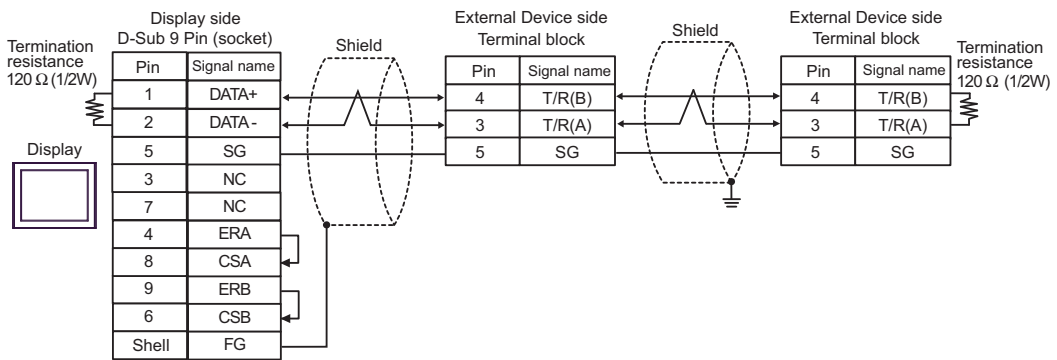 Display side
D-Sub 9 Pin (socket)
Termination
resistance
120 Ω (1/2W)
Pin Signal name
1 DATA+
2 DATA-
5 SG
3 NC
7 NC
4 ERA
8 CSA
9 ERB
6 CSB
Shell FG
Display
Shield
External Device side
Terminal block
Pin Signal name
4 T/R(B)
3 T/R(A)
5 SG
Shield
External Device side
Terminal block
Pin Signal name
4 T/R(B)
3 T/R(A)
5 SG
Termination
resistance
120 Ω (1/2W)